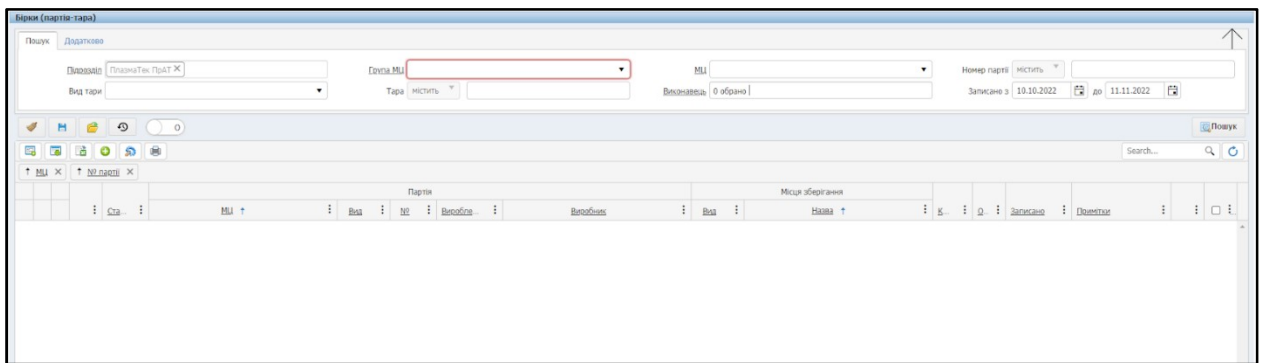 Бірки (партія-тара)
Пошук Додатково
Підрозділ ПлазмаТек ПрАТ Група МЦ МЦ Номер партії містить
Вид тари Тара містить Виконавець 0 обрано Записано з 10.10.2022 до 11.11.2022
0 Пошук
Search...
↑ МЦ × ↑ № партії ×
Партія Місця зберігання
Ста... МЦ ↑ Вид № Виробле... Виробник Вид Назва ↑ К... О... Записано Примітки